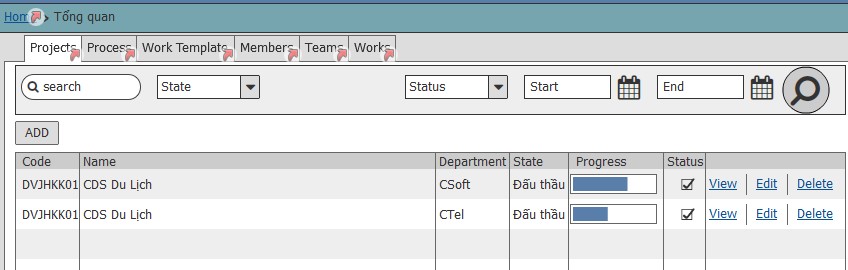 Home > Tổng quan
Projects Process Work Template Members Teams Works
search State Status Start End
ADD
Code Name Department State Progress Status
DVJHKK01 CDS Du Lịch CSoft Đấu thầu View Edit Delete
DVJHKK01 CDS Du Lịch CTel Đấu thầu View Edit Delete